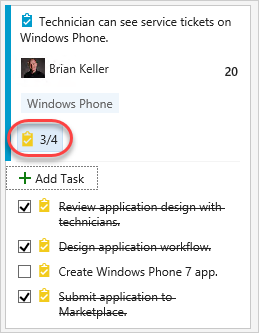 Technician can see service tickets on
Windows Phone.
Brian Keller
20
Windows Phone
3/4
Add Task
Review application design with
technicians.
Design application workflow.
Create Windows Phone 7 app.
Submit application to
Marketplace.